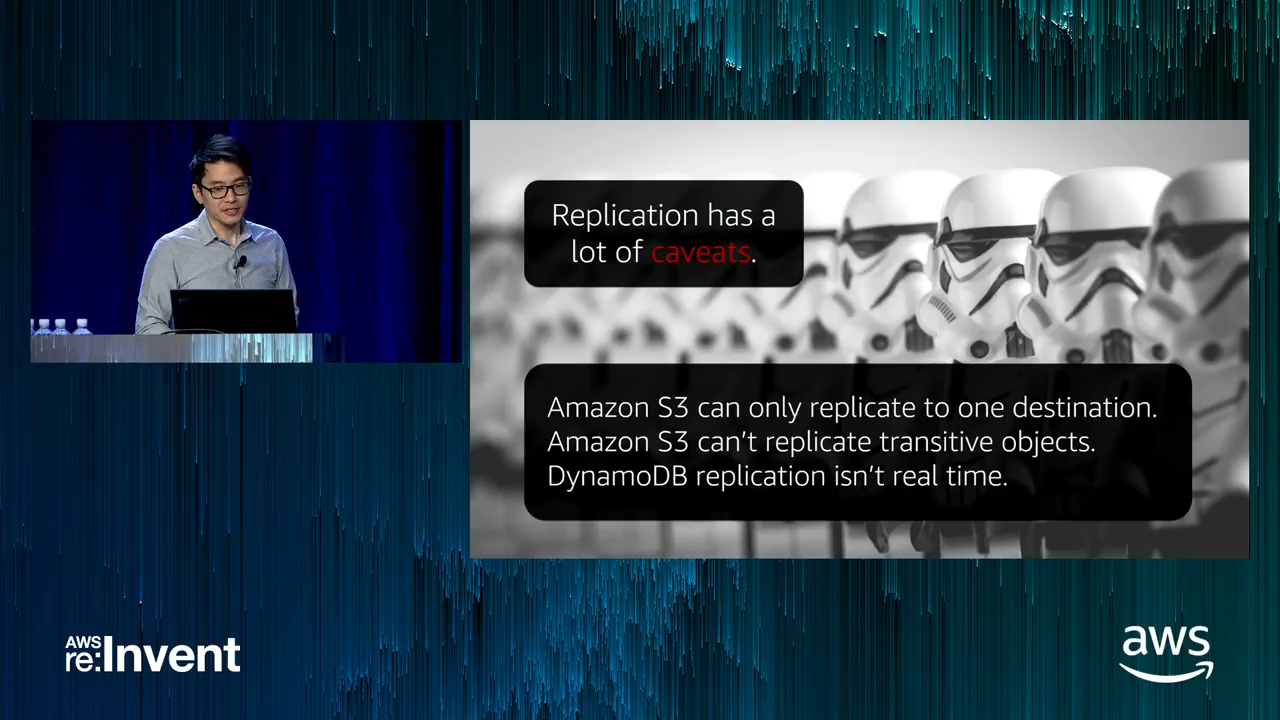 Replication has a
lot of caveats.
Amazon S3 can only replicate to one destination.
Amazon S3 can't replicate transitive objects.
DynamoDB replication isn't real time.
AWS
re:Invent
aws